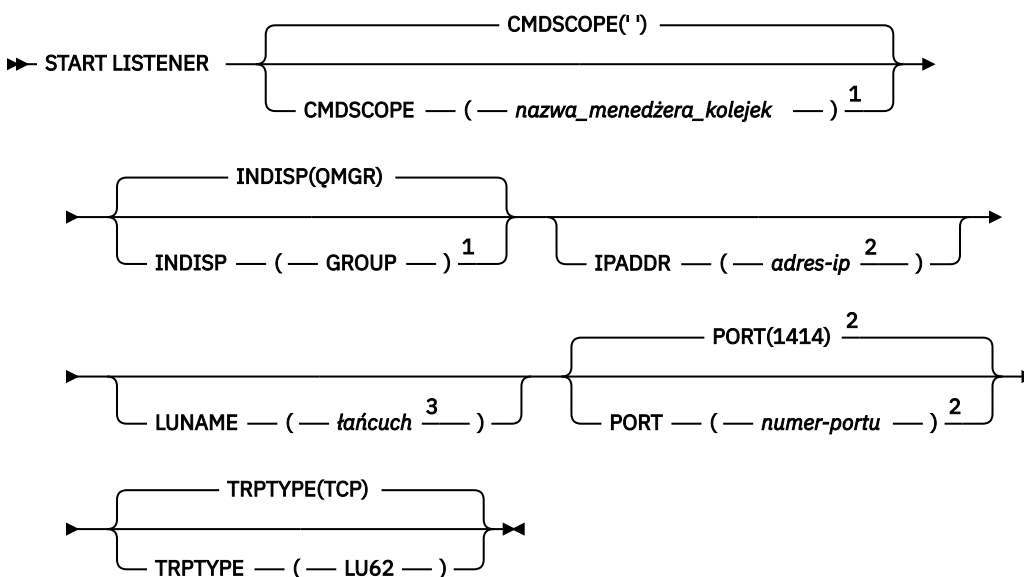 CMDSCOPE(' ')
START LISTENER
CMDSCOPE ( nazwa_menedżera_kolejek ) 1
INDISP(QMGR)
INDISP ( GROUP ) 1
IPADDR ( adres-ip 2 )
PORT(1414) 2
LUNAME ( łańcuch 3 )
PORT ( numer-portu ) 2
TRPTYPE(TCP)
TRPTYPE ( LU62 )